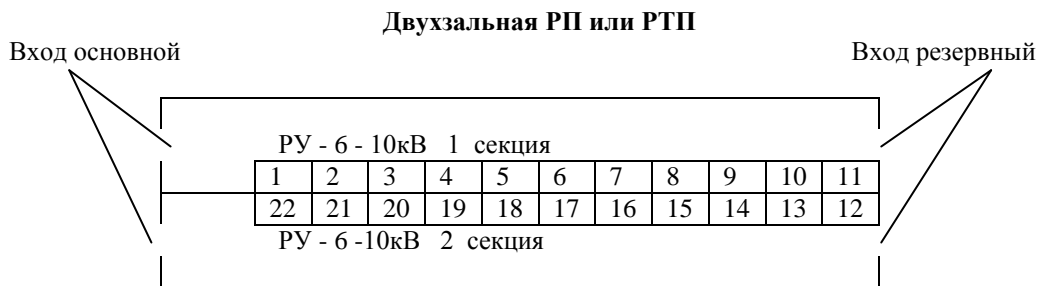 Двухзальная РП или РТП
Вход основной Вход резервный
РУ - 6 - 10кВ 1 секция
1 2 3 4 5 6 7 8 9 10 11
22 21 20 19 18 17 16 15 14 13 12
РУ - 6 -10кВ 2 секция